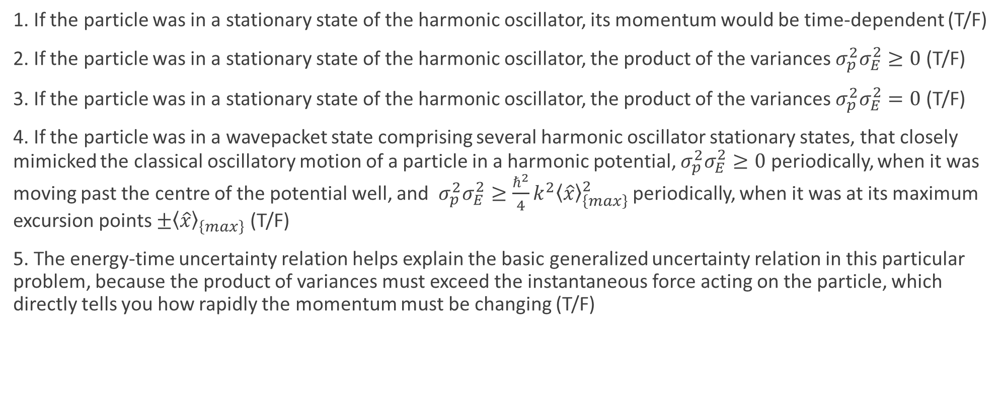 1. If the particle was in a stationary state of the harmonic oscillator, its momentum would be time-dependent (T/F)
2. If the particle was in a stationary state of the harmonic oscillator, the product of the variances $\sigma_p^2 \sigma_E^2 \geq 0$ (T/F)
3. If the particle was in a stationary state of the harmonic oscillator, the product of the variances $\sigma_p^2 \sigma_E^2 = 0$ (T/F)
4. If the particle was in a wavepacket state comprising several harmonic oscillator stationary states, that closely
mimicked the classical oscillatory motion of a particle in a harmonic potential, $\sigma_p^2 \sigma_E^2 \geq 0$ periodically, when it was
moving past the centre of the potential well, and $\sigma_p^2 \sigma_E^2 \geq \frac{\hbar^2}{4} k^2 \langle \hat{x} \rangle_{\{max\}}^2$ periodically, when it was at its maximum
excursion points $\pm \langle \hat{x} \rangle_{\{max\}}$ (T/F)
5. The energy-time uncertainty relation helps explain the basic generalized uncertainty relation in this particular
problem, because the product of variances must exceed the instantaneous force acting on the particle, which
directly tells you how rapidly the momentum must be changing (T/F)